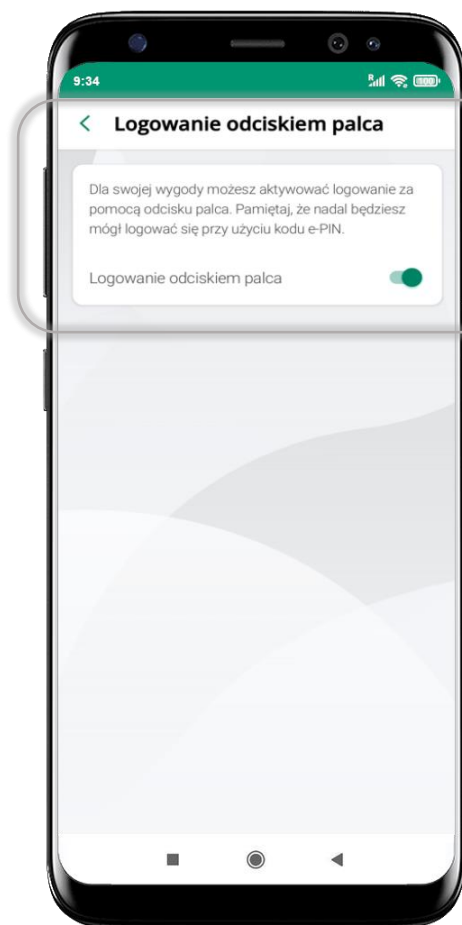 9:34
R
100
Logowanie odciskiem palca
Dla swojej wygody możesz aktywować logowanie za
pomocą odcisku palca. Pamiętaj, że nadal będziesz
mógł logować się przy użyciu kodu e-PIN.
Logowanie odciskiem palca